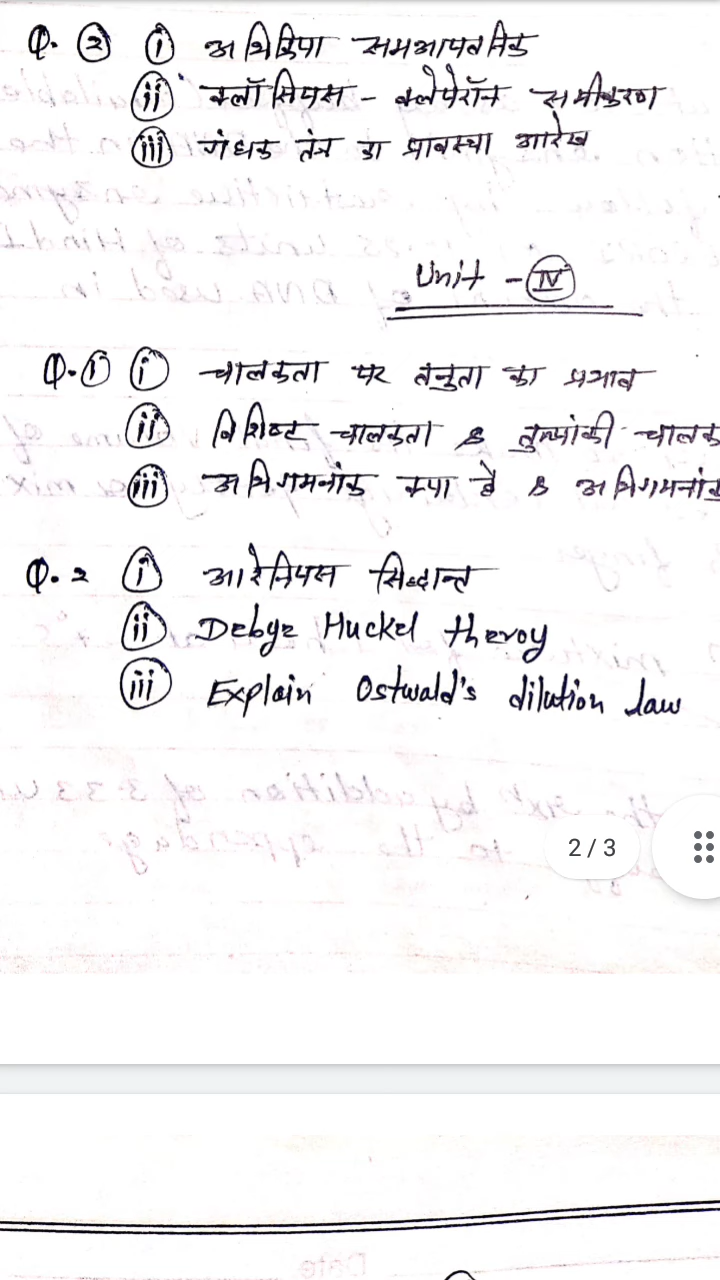 Q. ② ⓘ अभिक्रिया समआयतनिक
ⅱ क्लॉसियस - क्लेपेरॉन समीकरण
ⅲ गंधक तंत्र का प्रावस्था आरेख
Unit - Ⅳ
Q.① ⓘ चालकता पर तनुता का प्रभाव
ⅱ विशिष्ट चालकता & तुल्यांकी चालक
ⅲ अभिगमनांक क्या है & अभिगमनांक
Q. 2 ⓘ आरेनियस सिद्धान्त
ⅱ Debye Huckel theroy
ⅲ Explain Ostwald's dilution law
2 / 3